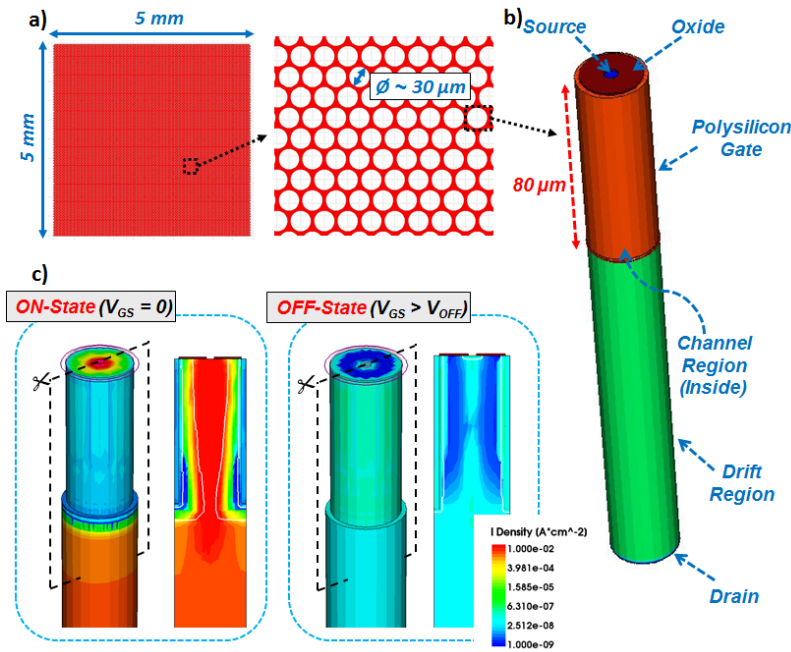 a)
5 mm
5 mm
Ø ~ 30 µm
b)
Source
Oxide
Polysilicon
Gate
80 µm
Channel
Region
(Inside)
Drift
Region
Drain
c)
ON-State (VGS = 0)
OFF-State (VGS > VOFF)
I Density (A*cm^-2)
1.000e-02
3.981e-04
1.585e-05
6.310e-07
2.512e-08
1.000e-09